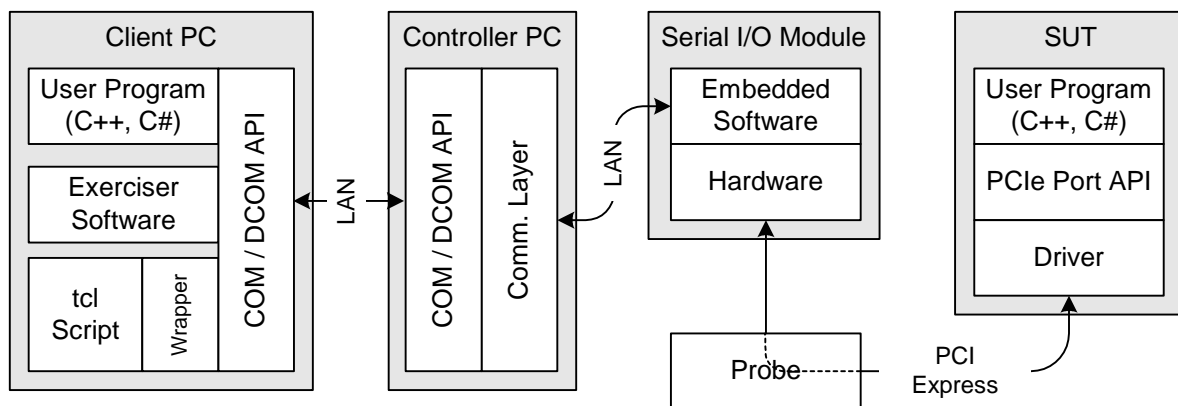 Client PC
User Program
(C++, C#)
Exerciser
Software
tcl
Script
Wrapper
COM / DCOM API
LAN
Controller PC
COM / DCOM API
Comm. Layer
LAN
Serial I/O Module
Embedded
Software
Hardware
Probe
PCI
Express
SUT
User Program
(C++, C#)
PCIe Port API
Driver